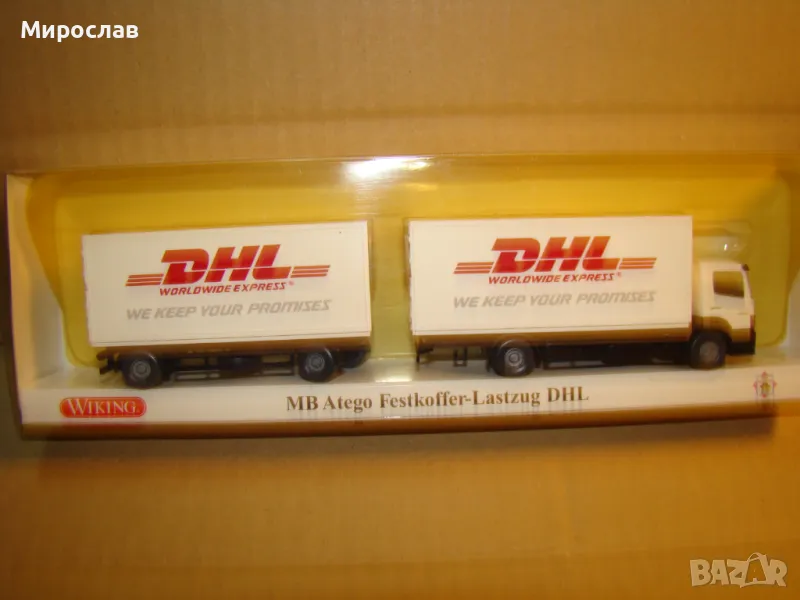 Мирослав
DHL
WORLDWIDE EXPRESS®
WE KEEP YOUR PROMISES
DHL
WORLDWIDE EXPRESS®
WE KEEP YOUR PROMISES
WIKING
MB Atego Festkoffer-Lastzug DHL
BAZAR